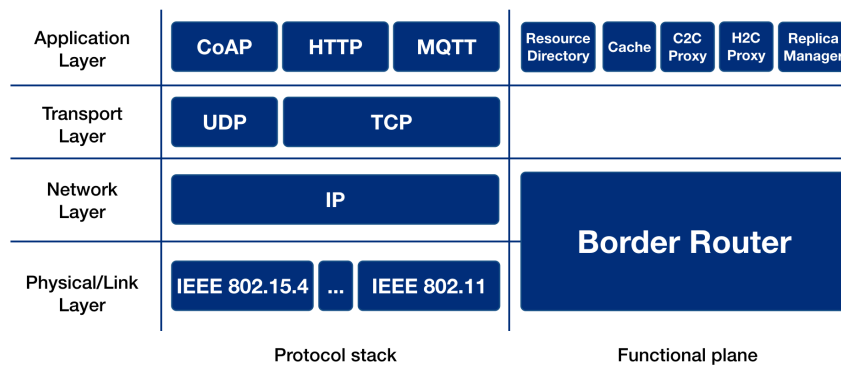 Application
Layer
CoAP
HTTP
MQTT
Resource
Directory
Cache
C2C
Proxy
H2C
Proxy
Replica
Manager
Transport
Layer
UDP
TCP
Network
Layer
IP
Border Router
Physical/Link
Layer
IEEE 802.15.4
...
IEEE 802.11
Protocol stack
Functional plane